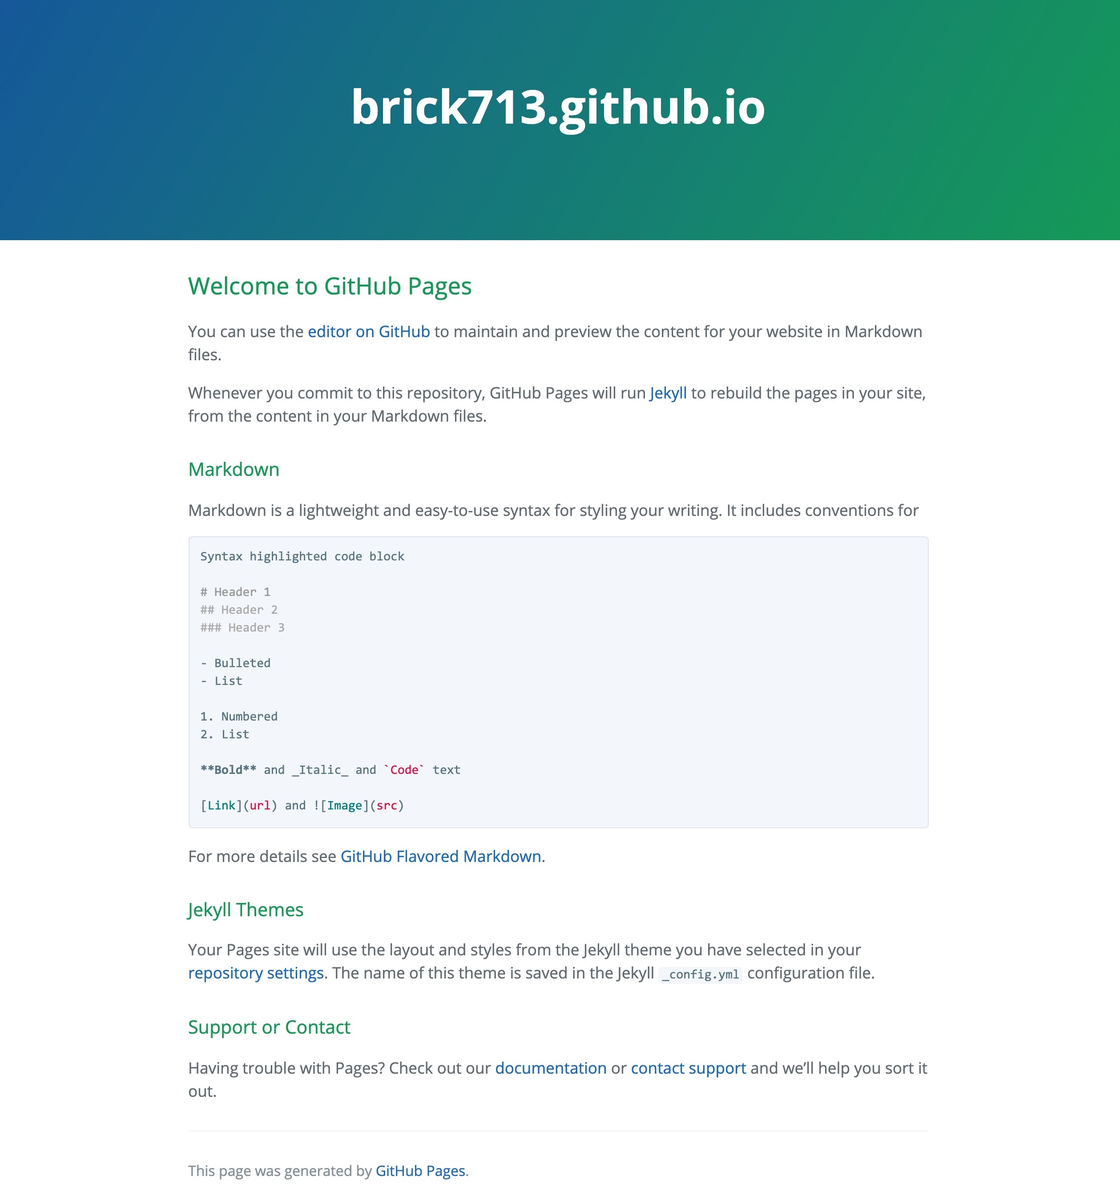 brick713.github.io
Welcome to GitHub Pages
You can use the editor on GitHub to maintain and preview the content for your website in Markdown
files.
Whenever you commit to this repository, GitHub Pages will run Jekyll to rebuild the pages in your site,
from the content in your Markdown files.
Markdown
Markdown is a lightweight and easy-to-use syntax for styling your writing. It includes conventions for
Syntax highlighted code block
# Header 1
## Header 2
### Header 3
- Bulleted
- List
1. Numbered
2. List
**Bold** and _Italic_ and `Code` text
[Link](url) and ![Image](src)
For more details see GitHub Flavored Markdown.
Jekyll Themes
Your Pages site will use the layout and styles from the Jekyll theme you have selected in your
repository settings. The name of this theme is saved in the Jekyll _config.yml configuration file.
Support or Contact
Having trouble with Pages? Check out our documentation or contact support and we’ll help you sort it
out.
This page was generated by GitHub Pages.